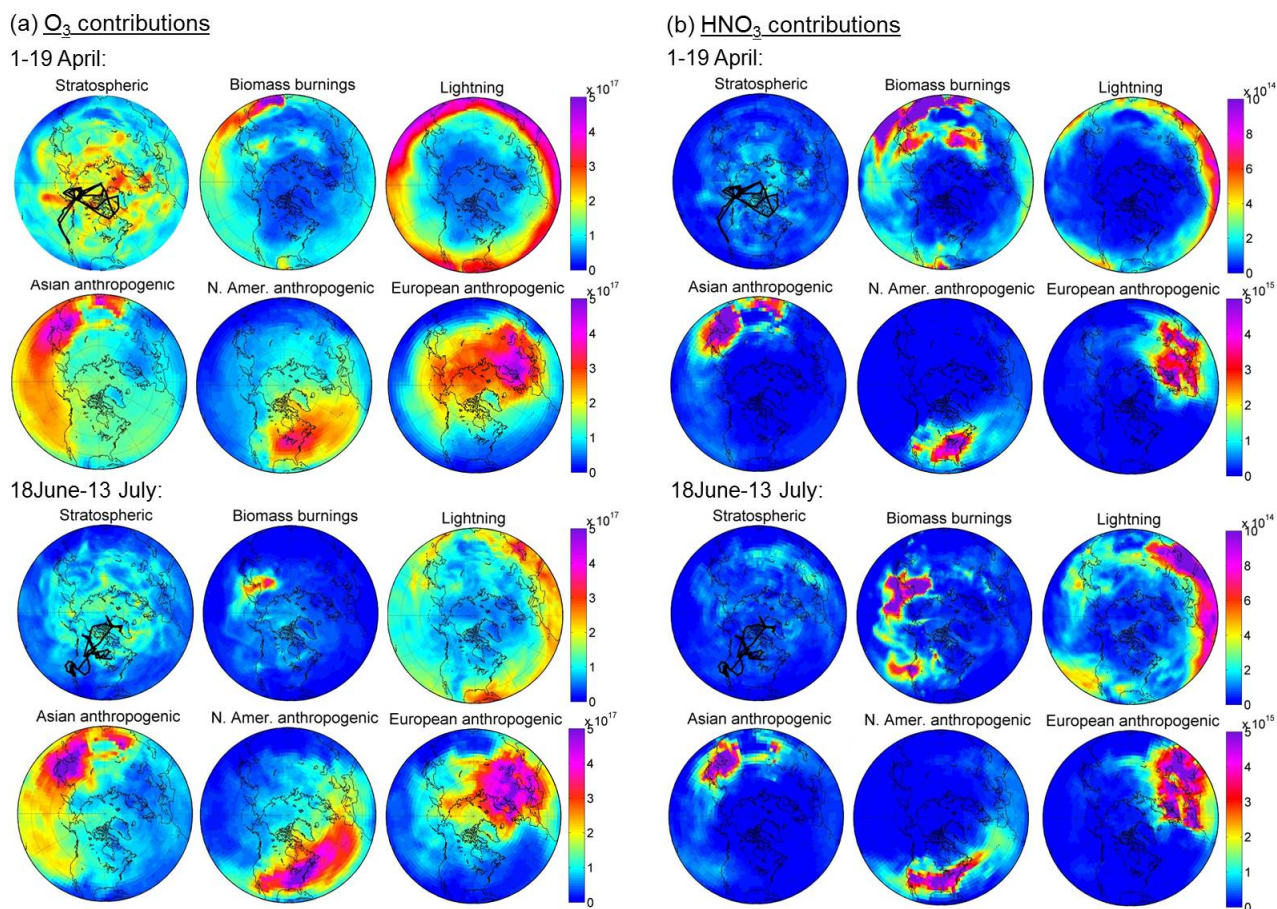 (a) O3 contributions
1-19 April:
Stratospheric Biomass burnings Lightning
x 10^17
5
4
3
2
1
0
Asian anthropogenic N. Amer. anthropogenic European anthropogenic
x 10^17
5
4
3
2
1
0
18June-13 July:
Stratospheric Biomass burnings Lightning
x 10^17
5
4
3
2
1
0
Asian anthropogenic N. Amer. anthropogenic European anthropogenic
x 10^17
5
4
3
2
1
0
(b) HNO3 contributions
1-19 April:
Stratospheric Biomass burnings Lightning
x 10^14
10
8
6
4
2
0
Asian anthropogenic N. Amer. anthropogenic European anthropogenic
x 10^15
5
4
3
2
1
0
18June-13 July:
Stratospheric Biomass burnings Lightning
x 10^14
10
8
6
4
2
0
Asian anthropogenic N. Amer. anthropogenic European anthropogenic
x 10^15
5
4
3
2
1
0